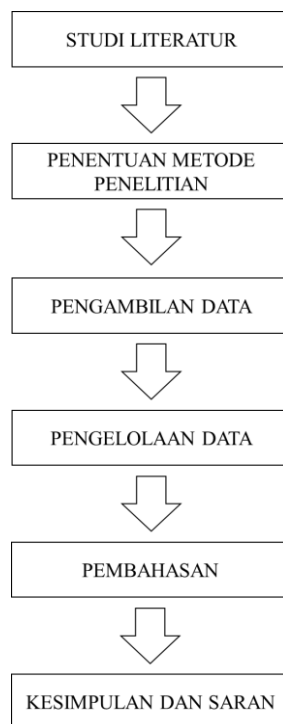 STUDI LITERATUR
PENENTUAN METODE
PENELITIAN
PENGAMBILAN DATA
PENGELOLAAN DATA
PEMBAHASAN
KESIMPULAN DAN SARAN